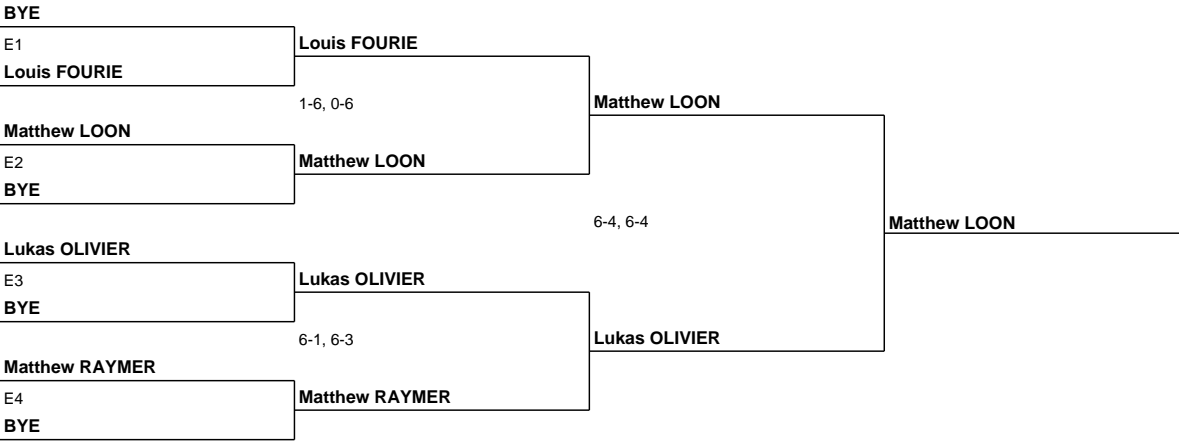 BYE
E1
Louis FOURIE
Louis FOURIE
1-6, 0-6
Matthew LOON
Matthew LOON
E2
Matthew LOON
BYE
6-4, 6-4
Matthew LOON
Lukas OLIVIER
E3
Lukas OLIVIER
BYE
6-1, 6-3
Lukas OLIVIER
Matthew RAYMER
E4
Matthew RAYMER
BYE